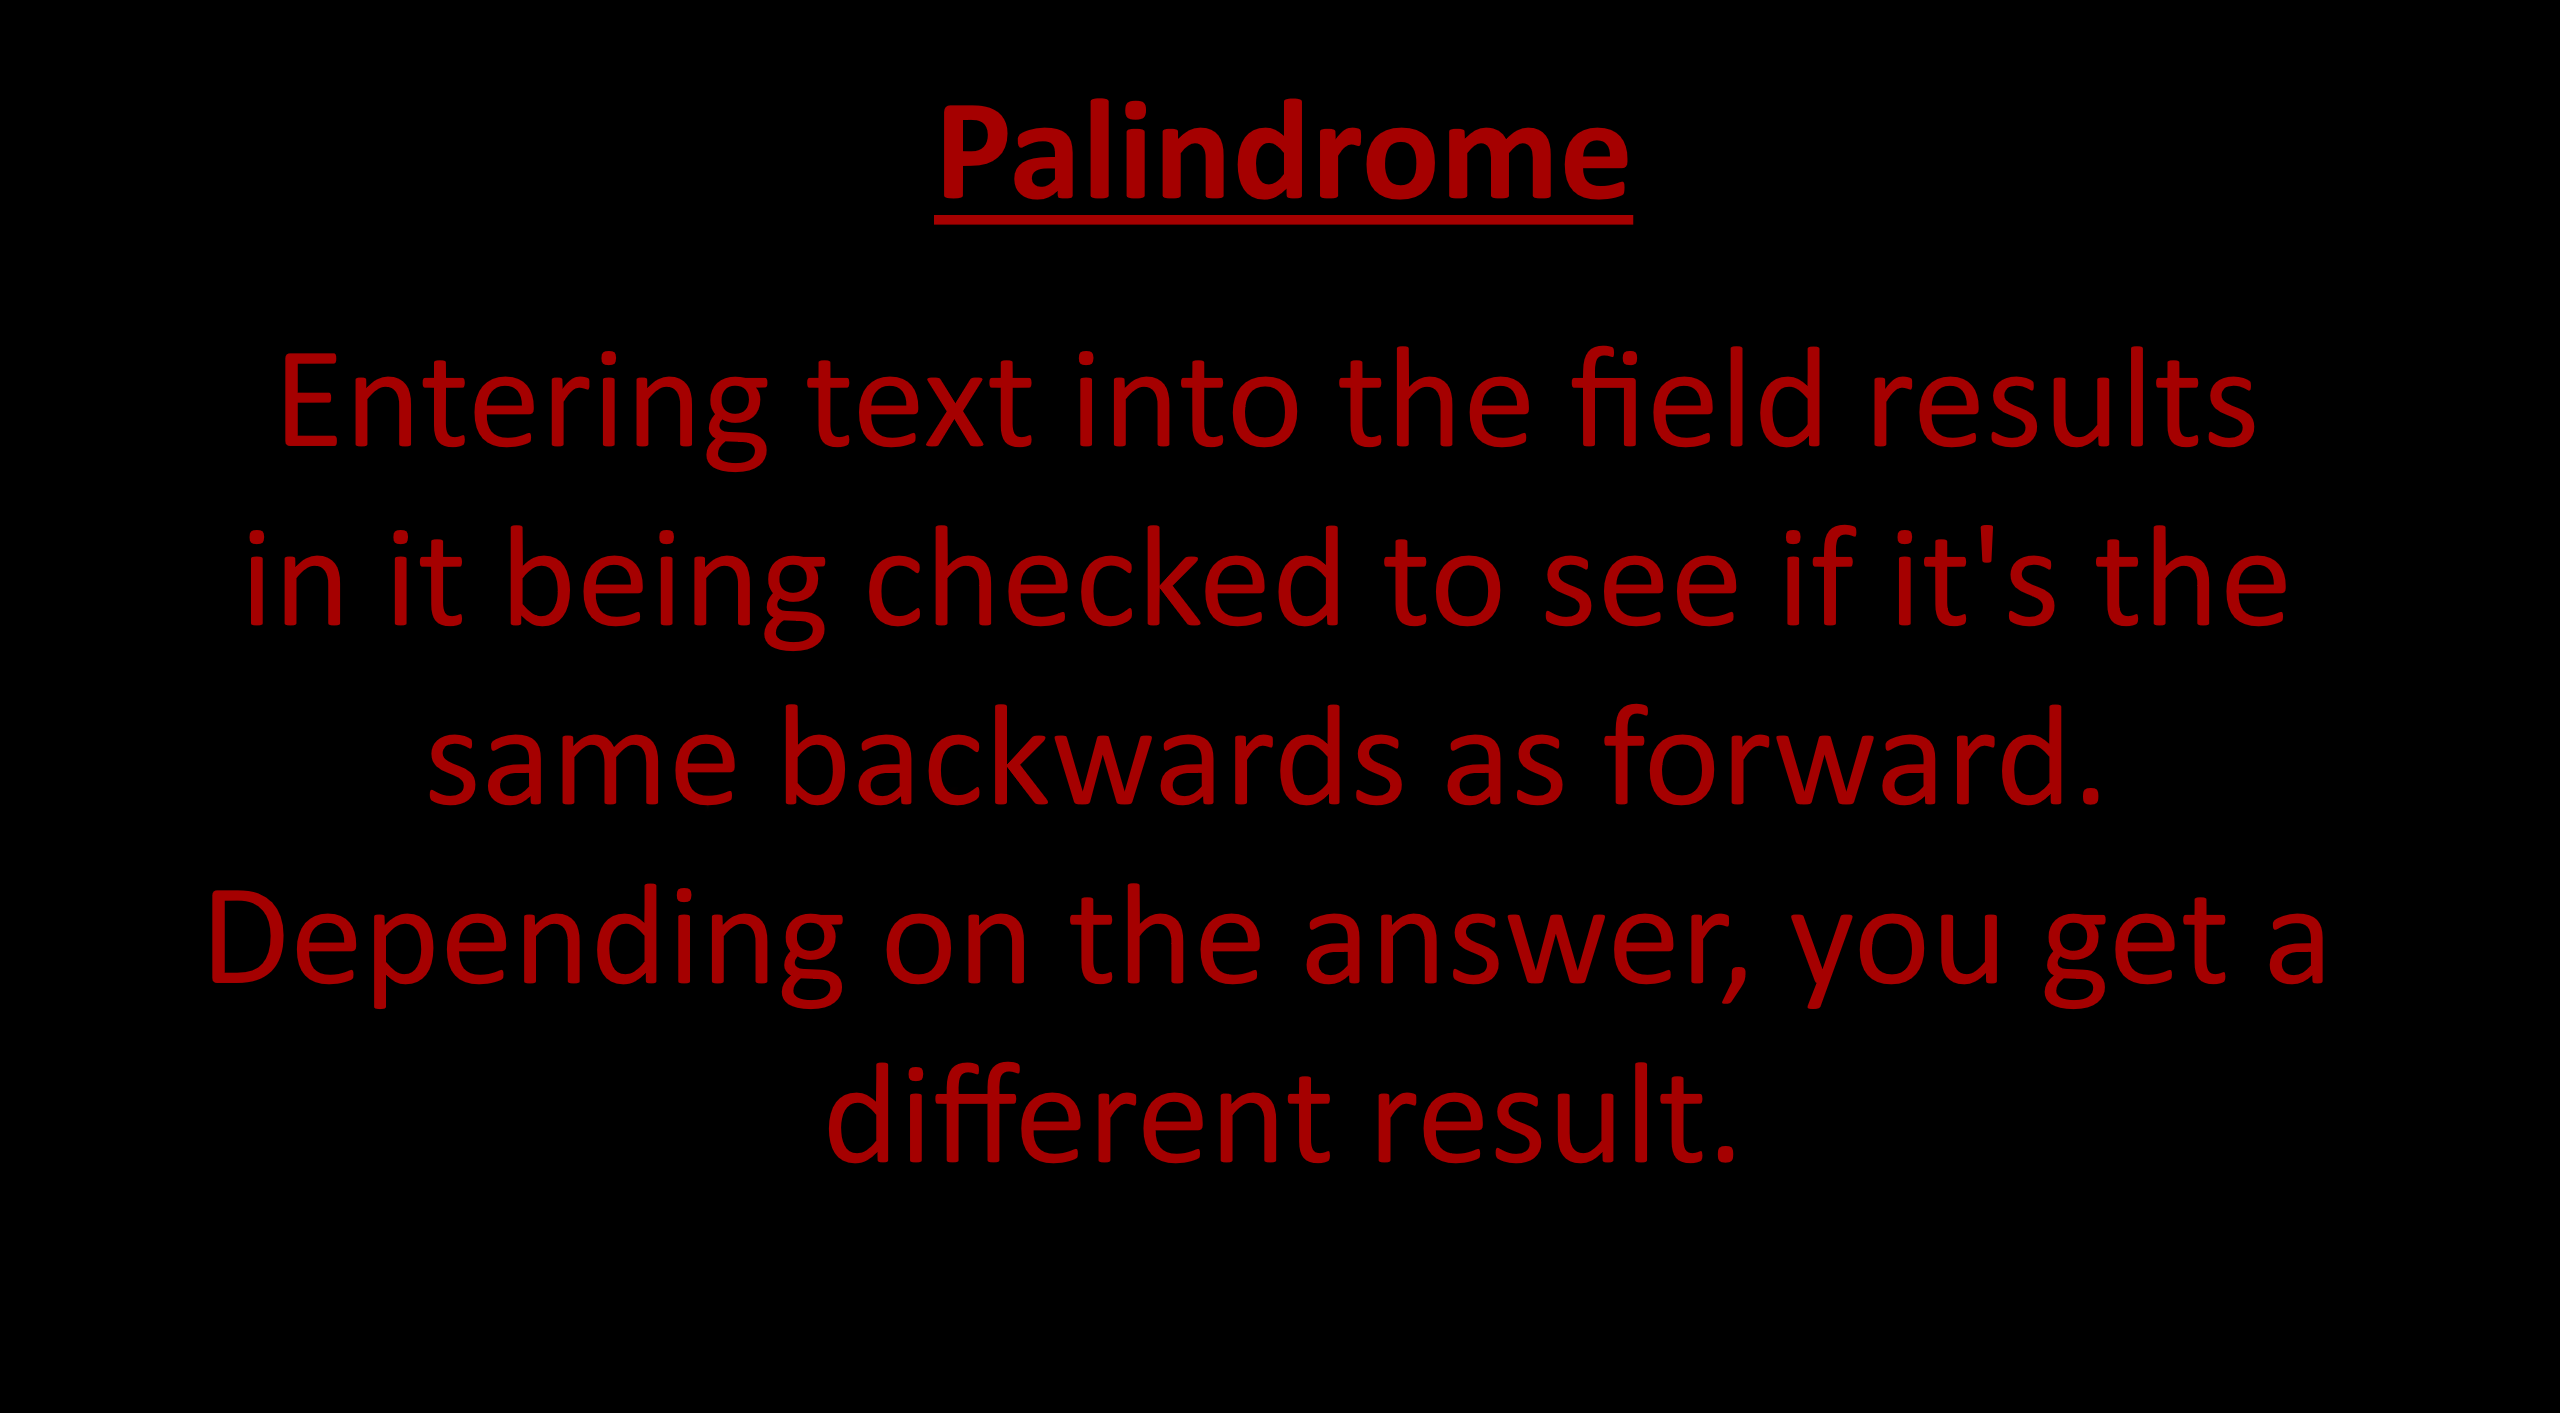 Palindrome
Entering text into the field results
in it being checked to see if it's the
same backwards as forward.
Depending on the answer, you get a
different result.